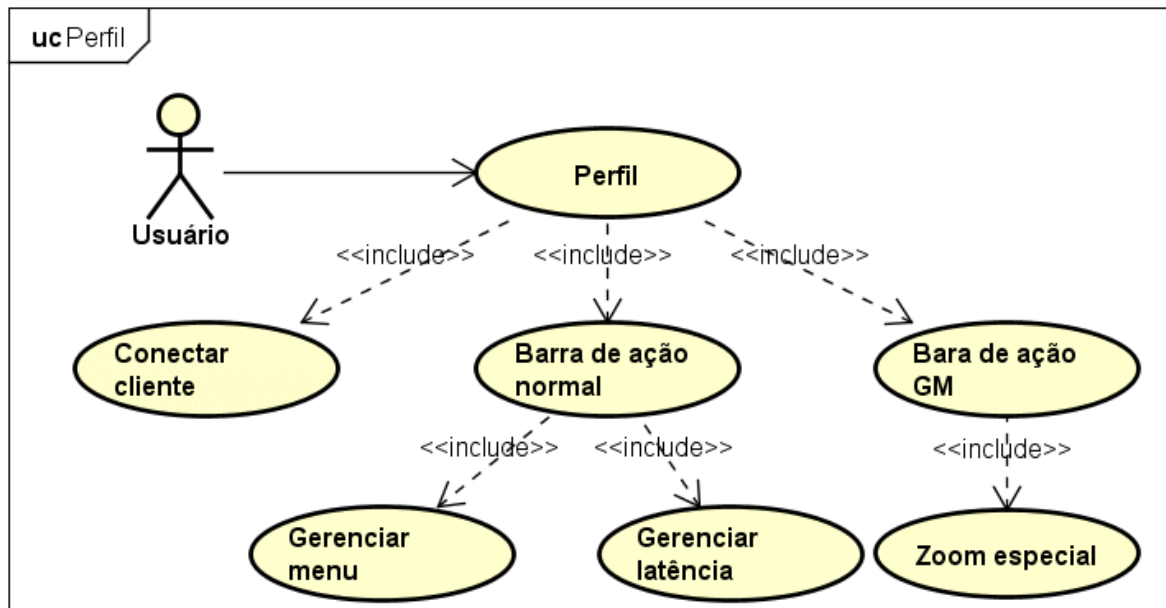 uc Perfil
Perfil
Usuário
<<include>> <<include>> <<include>>
Conectar
cliente
Barra de ação
normal
Bara de ação
GM
<<include>> <<include>> <<include>>
Gerenciar
menu
Gerenciar
latência
Zoom especial